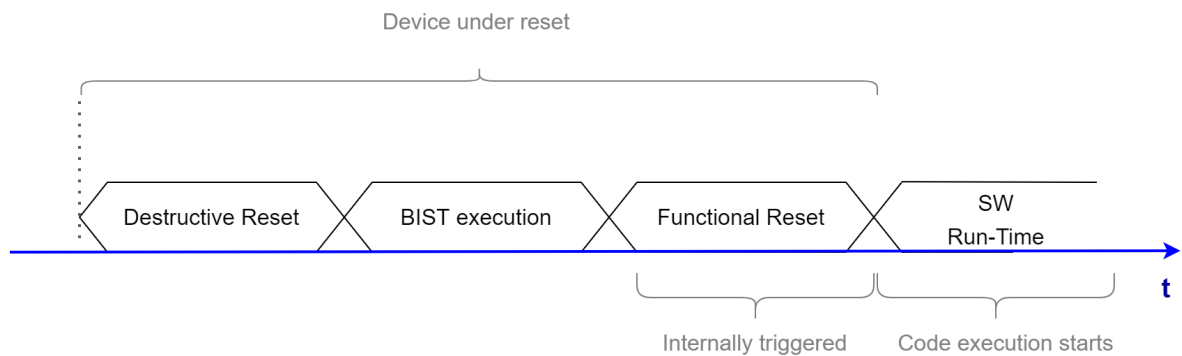 Device under reset
Destructive Reset
BIST execution
Functional Reset
SW
Run-Time
t
Internally triggered
Code execution starts